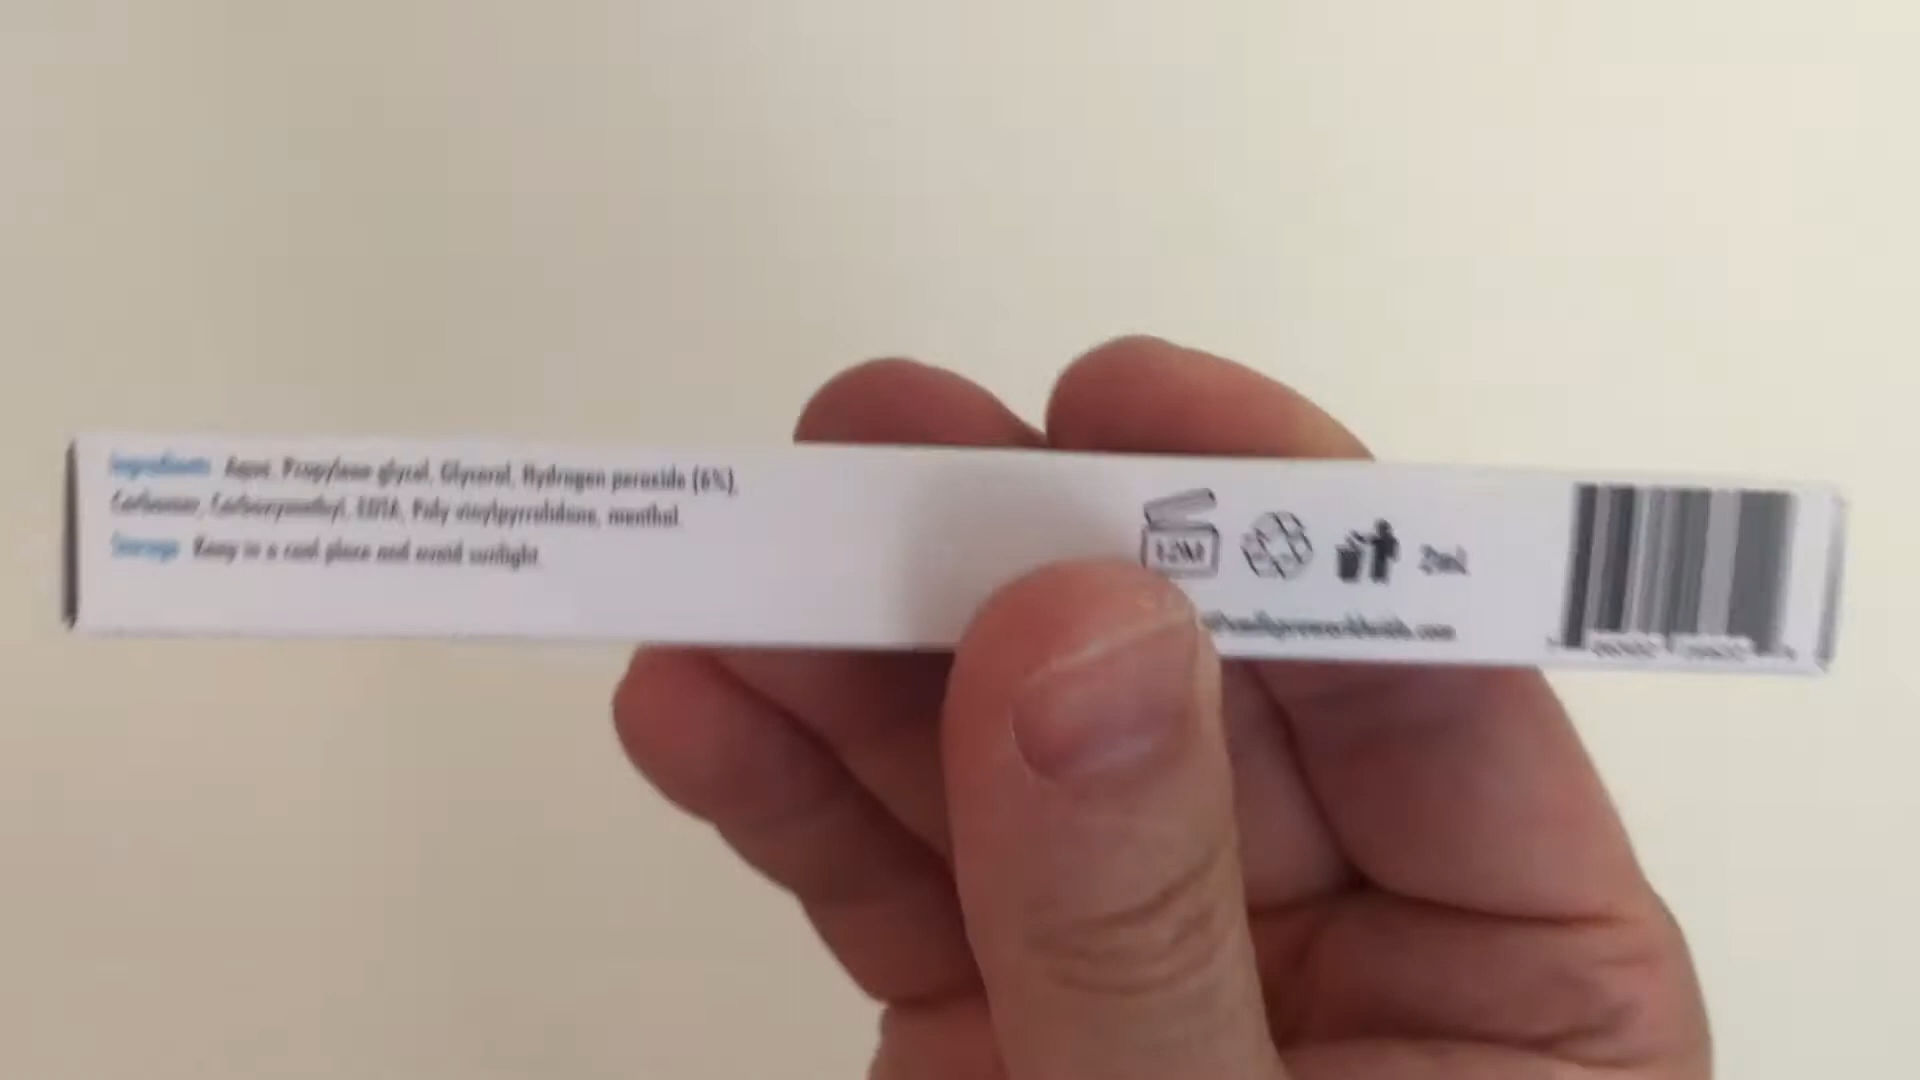 Ingredients Aqua, Propylene glycol, Glycerol, Hydrogen peroxide (6%),
Carbomer, Carboxymethyl, EDTA, Poly vinylpyrrolidone, menthol.
Storage Keep in a cool place and avoid sunlight.
12M
2ml